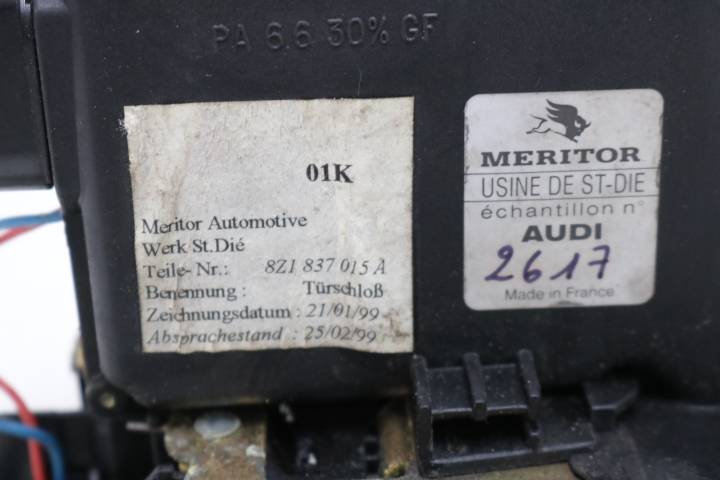 PA 6.6 30% GF
01K
Meritor Automotive
Werk St.Dié
Teile-Nr.: 8Z1 837 015 A
Benennung : Türschloß
Zeichnungsdatum : 21/01/99
Absprachestand : 25/02/99
MERITOR
USINE DE ST-DIE
échantillon n°
AUDI
2617
Made in France